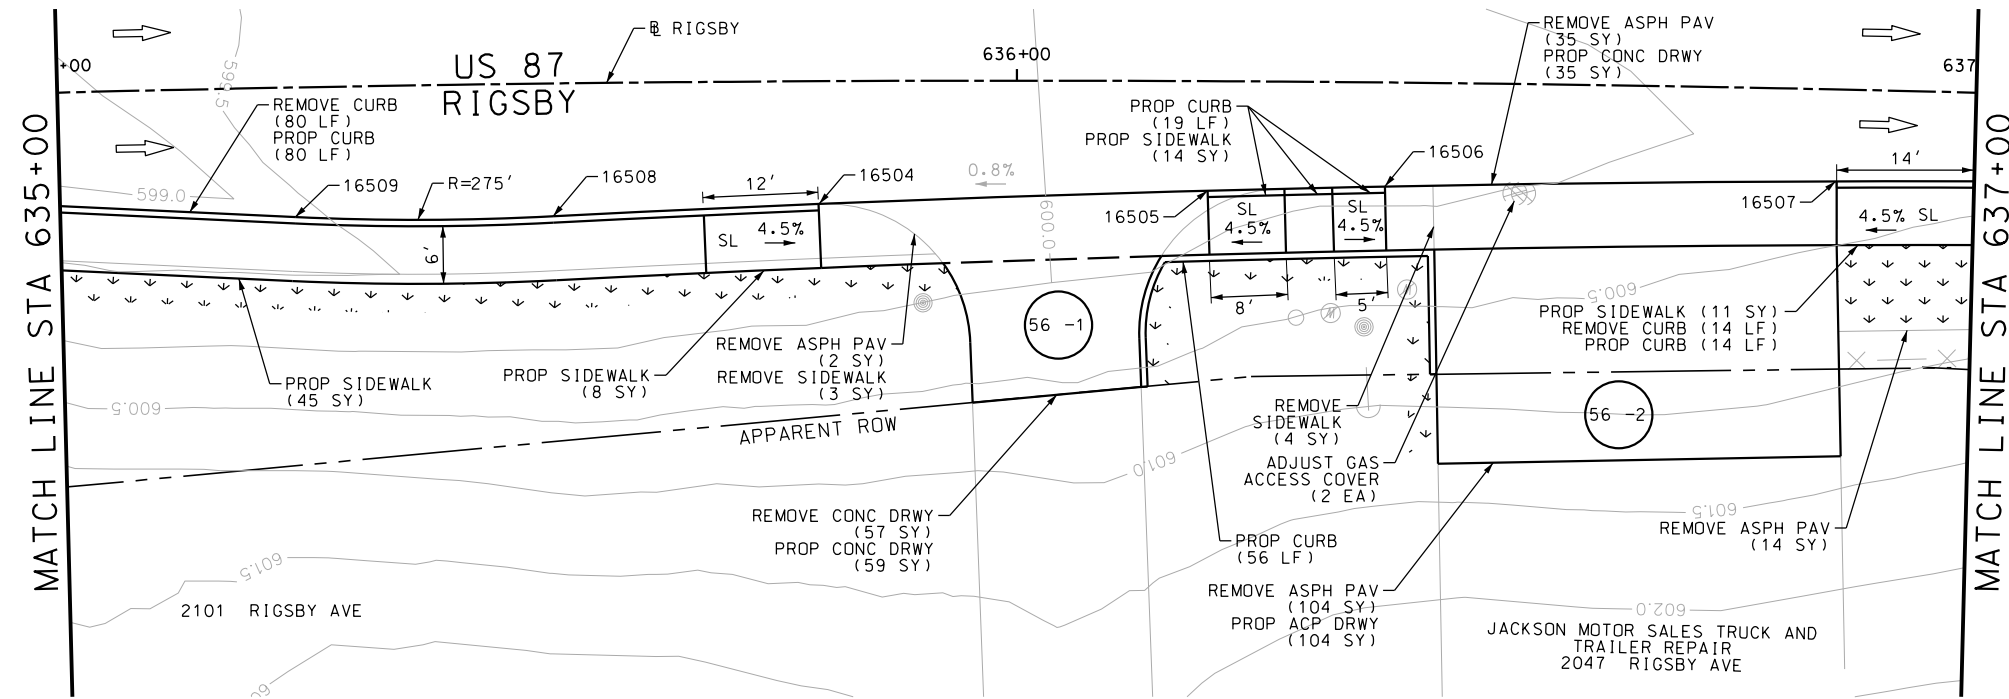 MATCH LINE STA 635+00
+00
US 87
RIGSBY
B RIGSBY
636+00
637
REMOVE CURB
(80 LF)
PROP CURB
(80 LF)
599.5
599.0
16509
R=275'
16508
12'
16504
0.8%
PROP CURB
(19 LF)
PROP SIDEWALK
(14 SY)
REMOVE ASPH PAV
(35 SY)
PROP CONC DRWY
(35 SY)
16506
14'
16505
16507
SL
4.5%
SL
4.5%
SL
4.5%
4.5% SL
6'
600.0
8'
5'
600.5
56 -1
PROP SIDEWALK
(45 SY)
PROP SIDEWALK
(8 SY)
REMOVE ASPH PAV
(2 SY)
REMOVE SIDEWALK
(3 SY)
PROP SIDEWALK (11 SY)
REMOVE CURB (14 LF)
PROP CURB (14 LF)
600.5
APPARENT ROW
REMOVE
SIDEWALK
(4 SY)
56 -2
601.0
ADJUST GAS
ACCESS COVER
(2 EA)
REMOVE CONC DRWY
(57 SY)
PROP CONC DRWY
(59 SY)
PROP CURB
(56 LF)
601.5
REMOVE ASPH PAV
(14 SY)
601.5
REMOVE ASPH PAV
(104 SY)
PROP ACP DRWY
(104 SY)
602.0
2101 RIGSBY AVE
JACKSON MOTOR SALES TRUCK AND
TRAILER REPAIR
2047 RIGSBY AVE
MATCH LINE STA 637+00